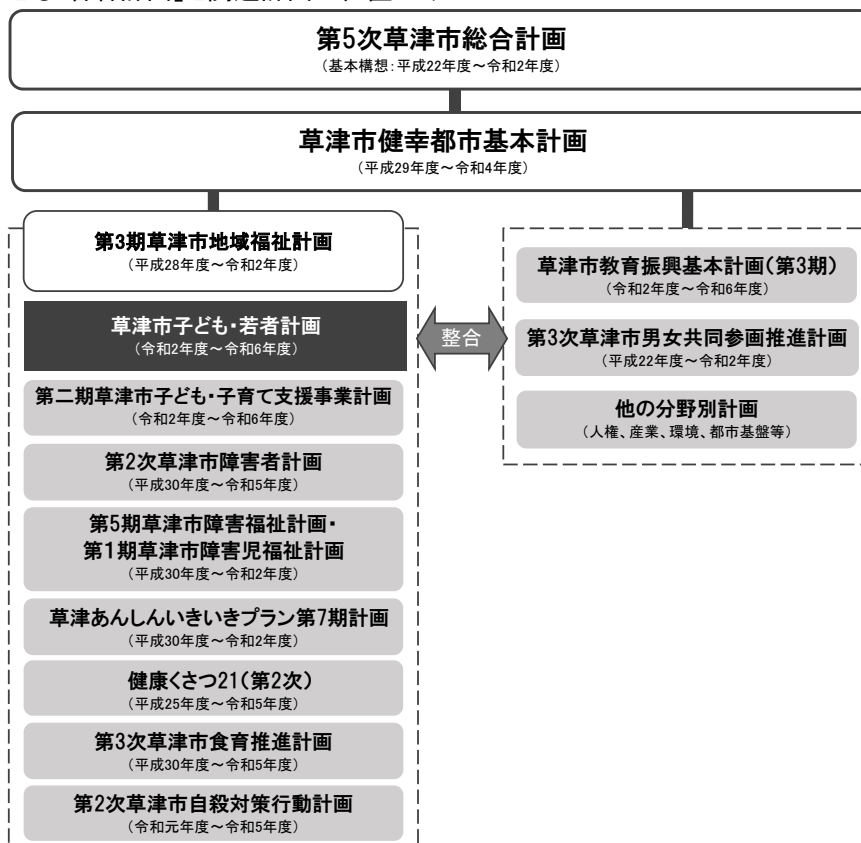 第5次草津市総合計画
(基本構想:平成22年度~令和2年度)
草津市健幸都市基本計画
(平成29年度~令和4年度)
第3期草津市地域福祉計画
(平成28年度~令和2年度)
草津市子ども・若者計画
(令和2年度~令和6年度)
第二期草津市子ども・子育て支援事業計画
(令和2年度~令和6年度)
第2次草津市障害者計画
(平成30年度~令和5年度)
第5期草津市障害福祉計画・
第1期草津市障害児福祉計画
(平成30年度~令和2年度)
草津あんしんいきいきプラン第7期計画
(平成30年度~令和2年度)
健康くさつ21(第2次)
(平成25年度~令和5年度)
第3次草津市食育推進計画
(平成30年度~令和5年度)
第2次草津市自殺対策行動計画
(令和元年度~令和5年度)
整合
草津市教育振興基本計画(第3期)
(令和2年度~令和6年度)
第3次草津市男女共同参画推進計画
(平成22年度~令和2年度)
他の分野別計画
(人権、産業、環境、都市基盤等)